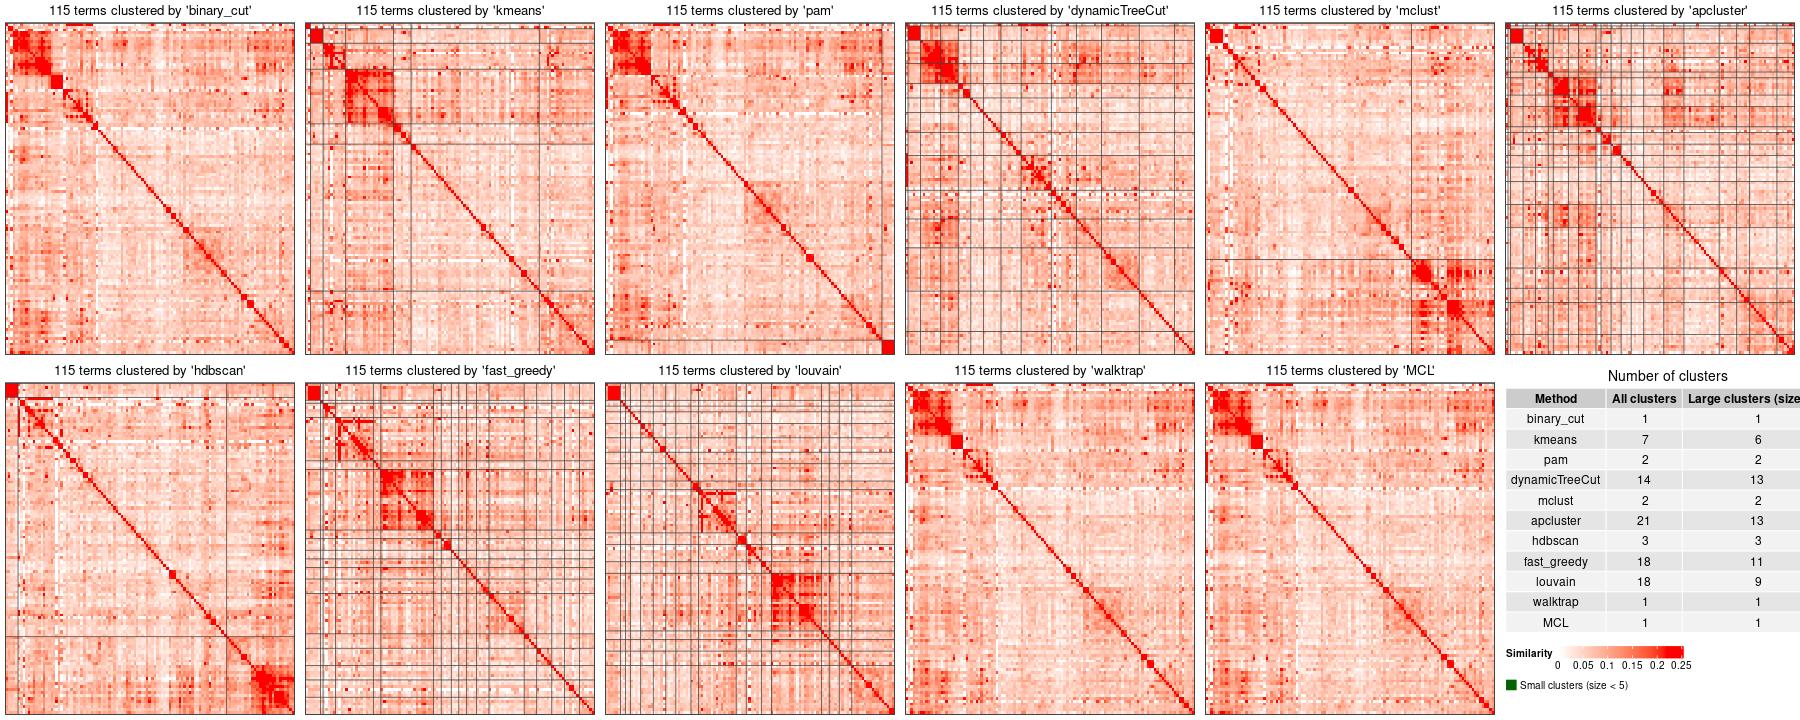 115 terms clustered by 'binary_cut'
115 terms clustered by 'kmeans'
115 terms clustered by 'pam'
115 terms clustered by 'dynamicTreeCut'
115 terms clustered by 'mclust'
115 terms clustered by 'apcluster'
115 terms clustered by 'hdbscan'
115 terms clustered by 'fast_greedy'
115 terms clustered by 'louvain'
115 terms clustered by 'walktrap'
115 terms clustered by 'MCL'
Number of clusters
Method All clusters Large clusters (size
binary_cut 1 1
kmeans 7 6
pam 2 2
dynamicTreeCut 14 13
mclust 2 2
apcluster 21 13
hdbscan 3 3
fast_greedy 18 11
louvain 18 9
walktrap 1 1
MCL 1 1
Similarity
0 0.05 0.1 0.15 0.2 0.25
Small clusters (size < 5)